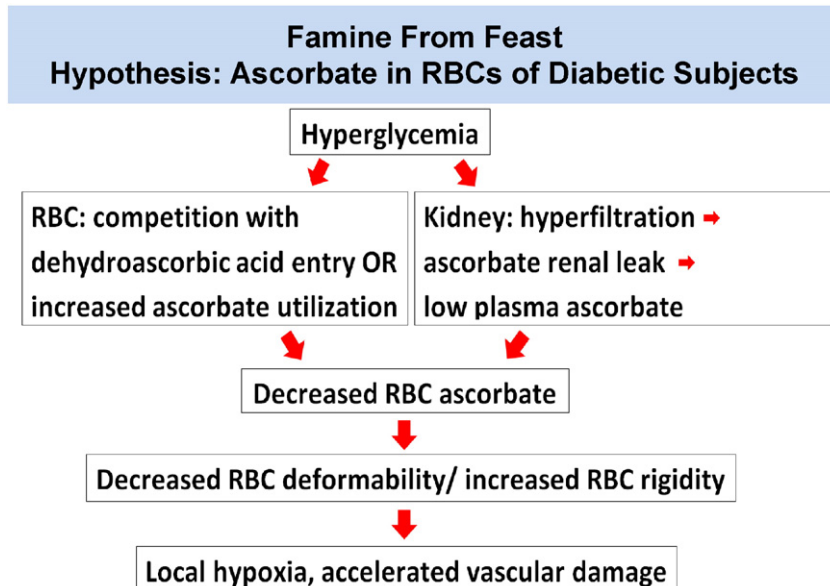 Famine From Feast
Hypothesis: Ascorbate in RBCs of Diabetic Subjects
Hyperglycemia
RBC: competition with
dehydroascorbic acid entry OR
increased ascorbate utilization
Kidney: hyperfiltration
ascorbate renal leak
low plasma ascorbate
Decreased RBC ascorbate
Decreased RBC deformability/ increased RBC rigidity
Local hypoxia, accelerated vascular damage